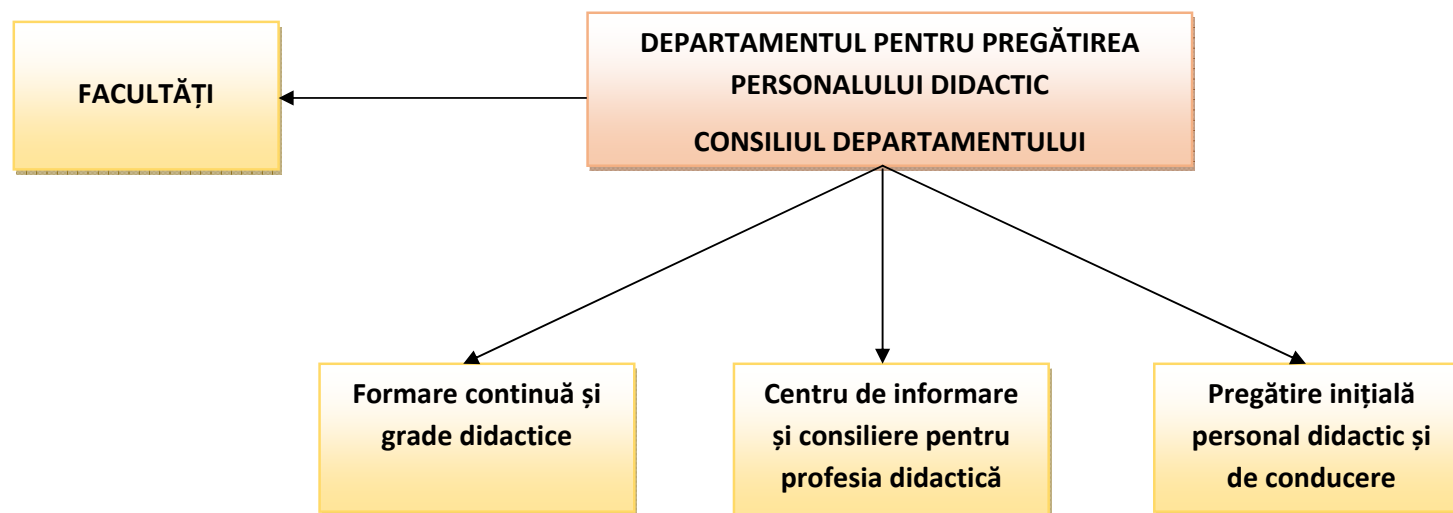 FACULTĂȚI
DEPARTAMENTUL PENTRU PREGĂTIREA
PERSONALULUI DIDACTIC
CONSILIUL DEPARTAMENTULUI
Formare continuă și
grade didactice
Centru de informare
și consiliere pentru
profesia didactică
Pregătire inițială
personal didactic și
de conducere